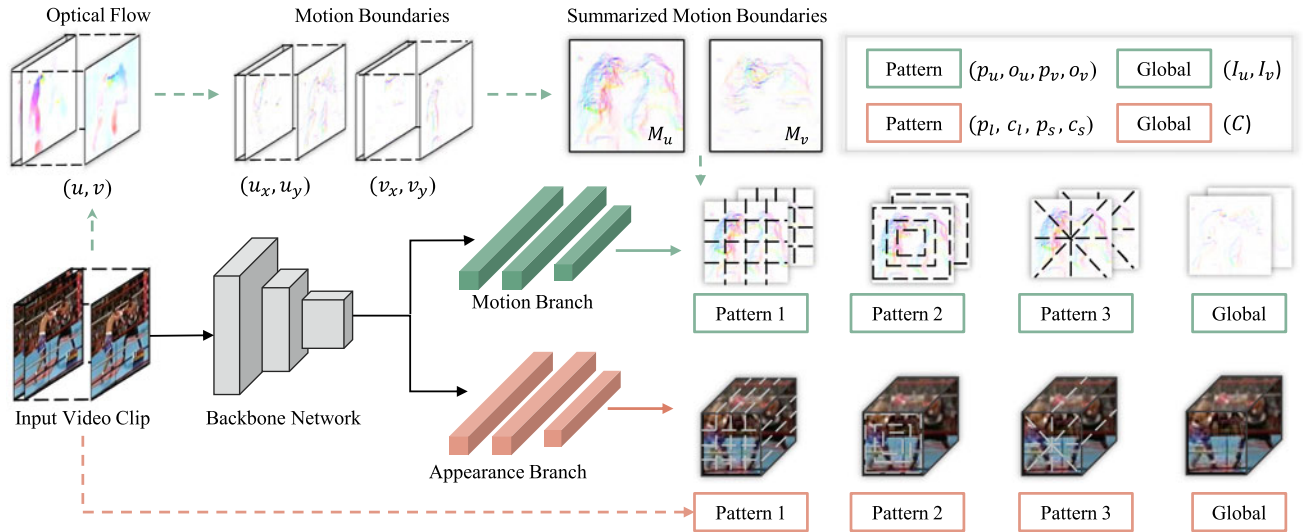 Optical Flow
Motion Boundaries
Summarized Motion Boundaries
M_u
M_v
Pattern (p_u, o_u, p_v, o_v) Global (I_u, I_v)
Pattern (p_l, c_l, p_s, c_s) Global (C)
(u, v)
(u_x, u_y)
(v_x, v_y)
Motion Branch
Pattern 1
Pattern 2
Pattern 3
Global
Input Video Clip
Backbone Network
Appearance Branch
Pattern 1
Pattern 2
Pattern 3
Global